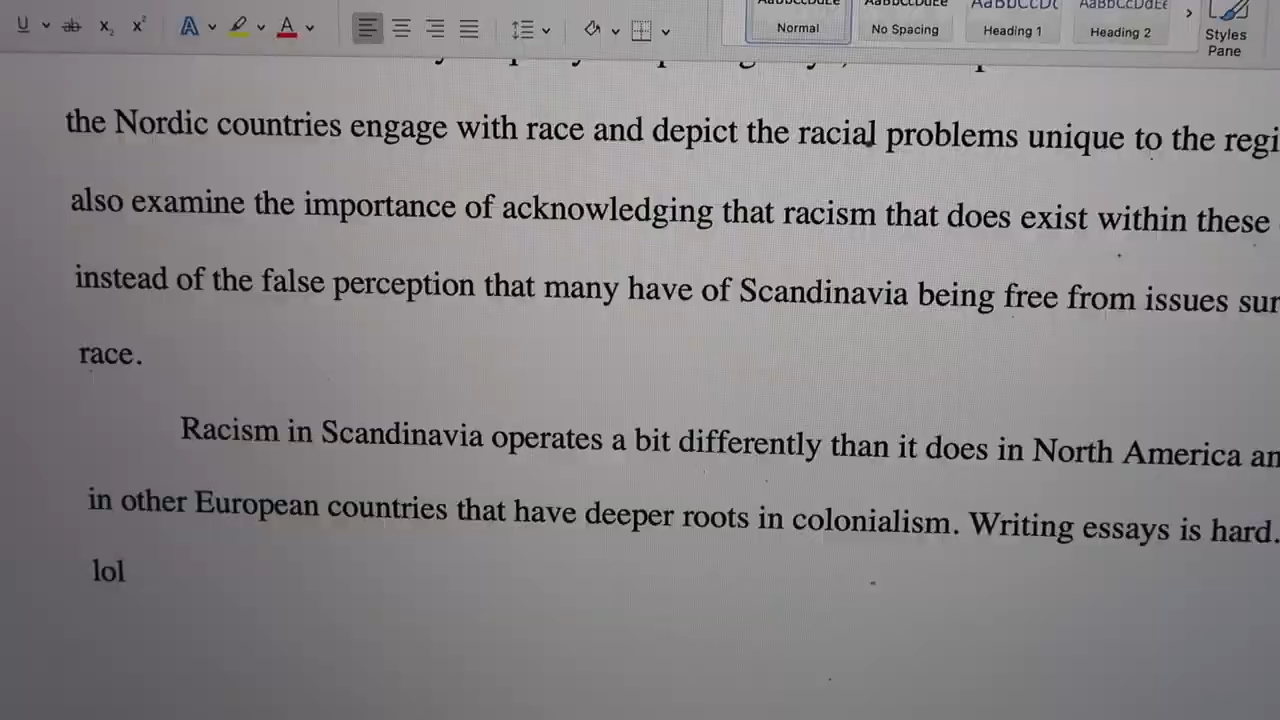 U ab X₂ X² A A
Normal No Spacing Heading 1 Heading 2 Styles
Pane
the Nordic countries engage with race and depict the racial problems unique to the
also examine the importance of acknowledging that racism that does exist within these
instead of the false perception that many have of Scandinavia being free from issues
race.
Racism in Scandinavia operates a bit differently than it does in North America
in other European countries that have deeper roots in colonialism. Writing essays is hard.
lol